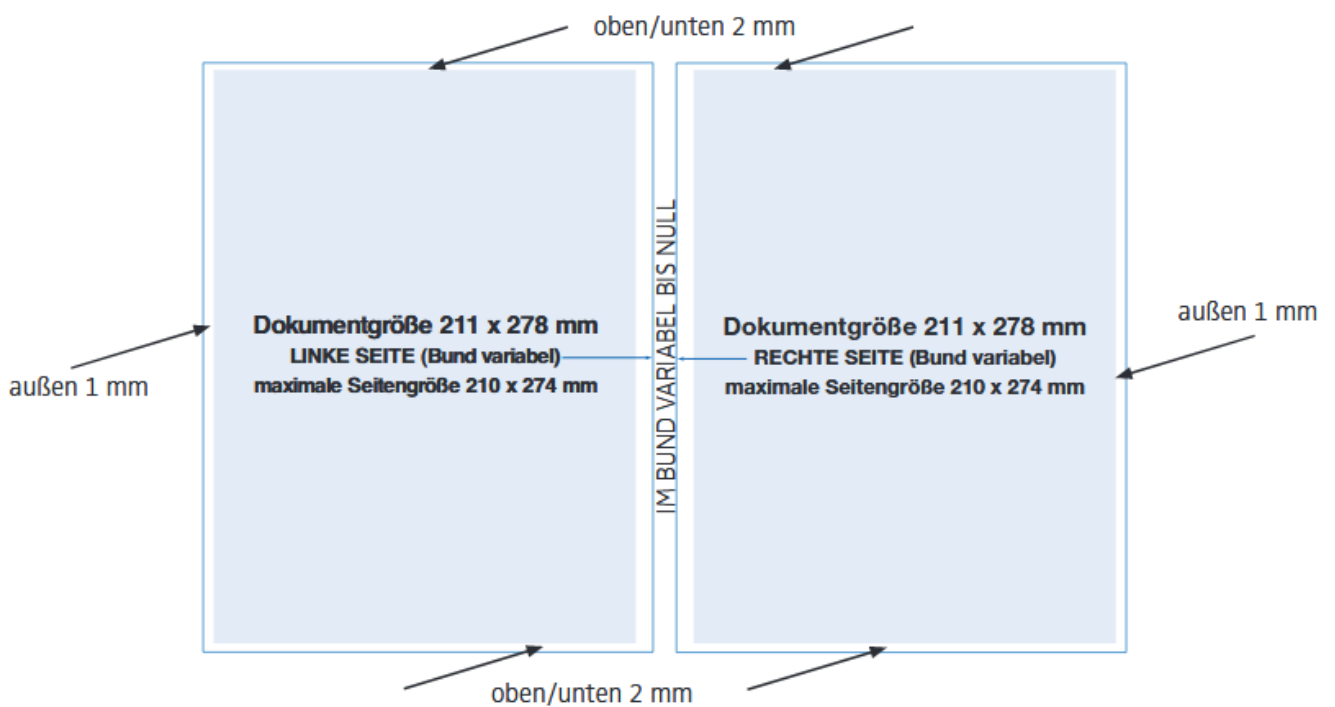 oben/unten 2 mm
Dokumentgröße 211 x 278 mm
LINKE SEITE (Bund variabel)
maximale Seitengröße 210 x 274 mm
IM BUND VARIABEL BIS NULL
Dokumentgröße 211 x 278 mm
RECHTE SEITE (Bund variabel)
maximale Seitengröße 210 x 274 mm
außen 1 mm
außen 1 mm
oben/unten 2 mm